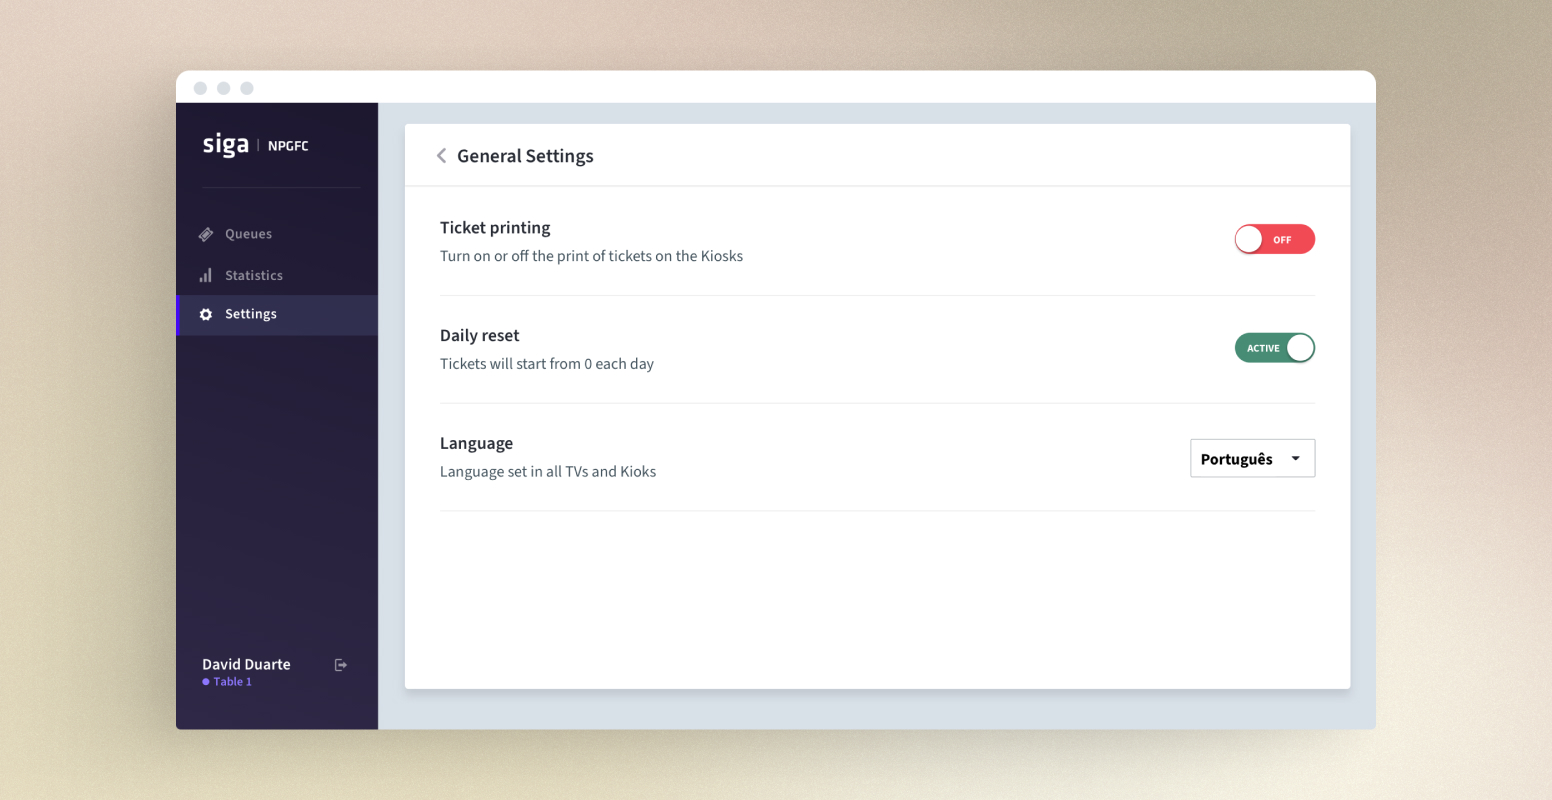 siga | NPGFC
Queues
Statistics
Settings
David Duarte
Table 1
General Settings
Ticket printing
Turn on or off the print of tickets on the Kiosks
OFF
Daily reset
Tickets will start from 0 each day
ACTIVE
Language
Language set in all TVs and Kioks
Português